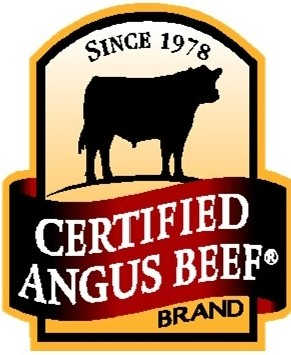 SINCE 1978
CERTIFIED
ANGUS BEEF®
BRAND